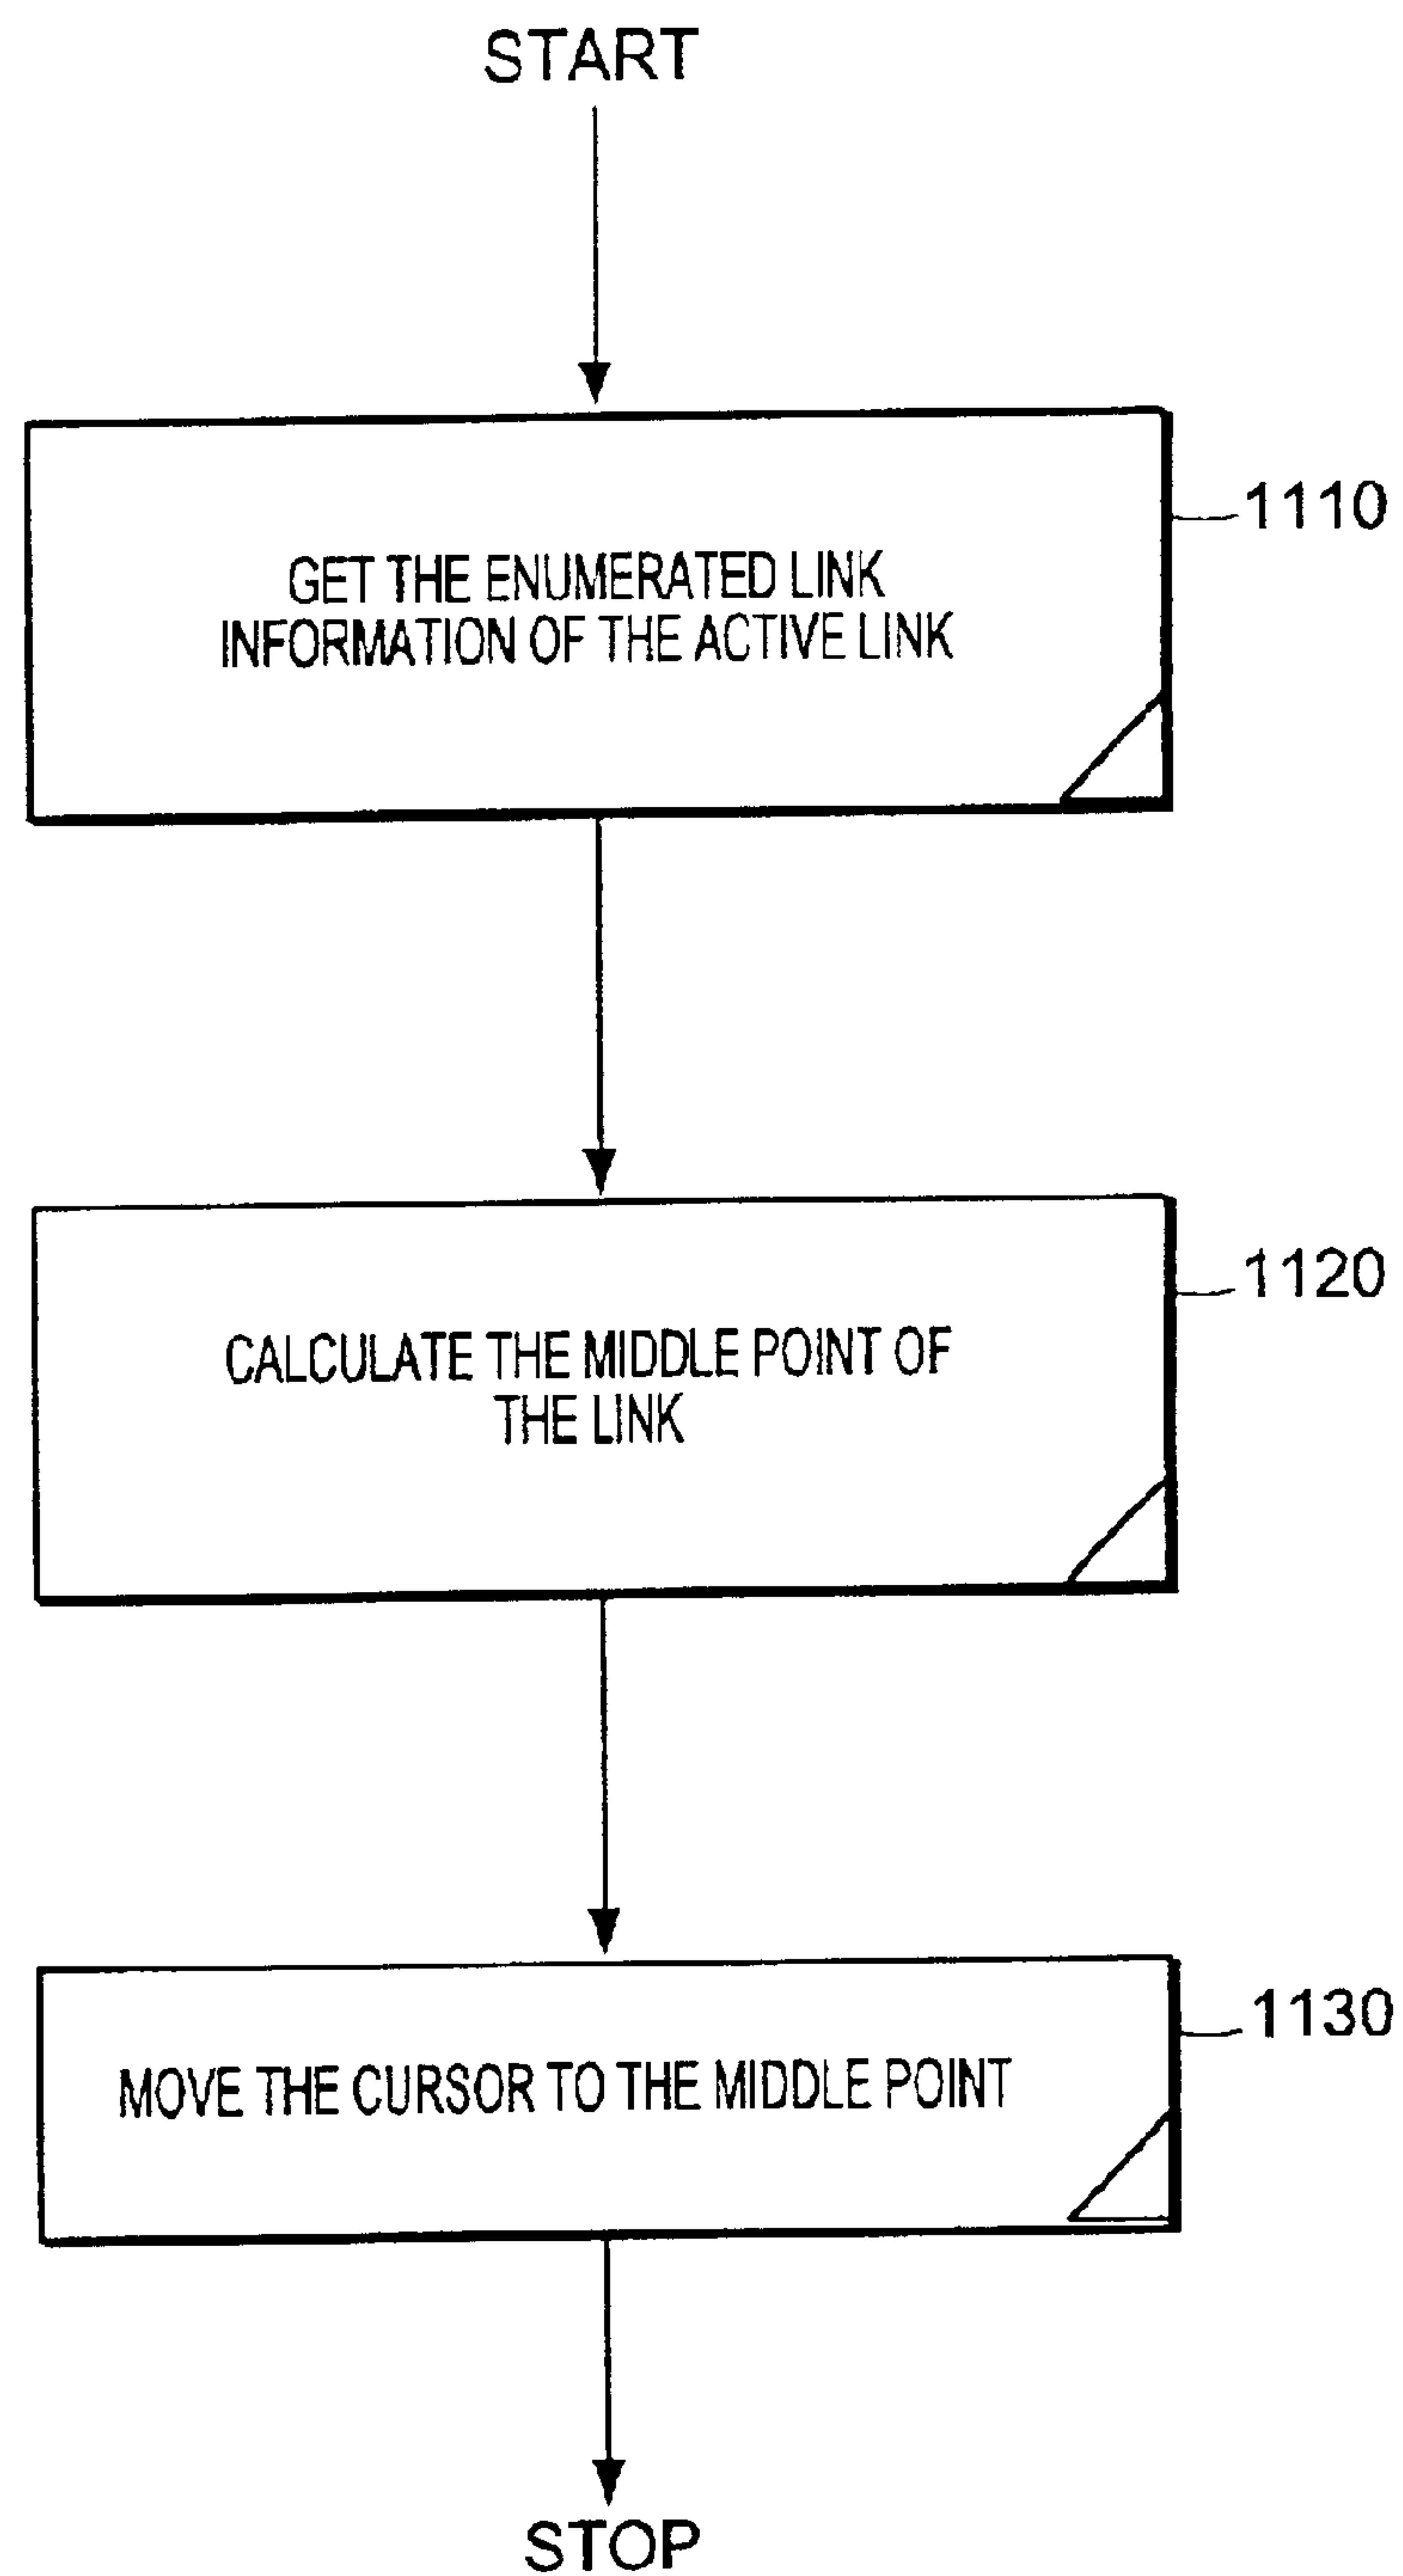 START
1110
GET THE ENUMERATED LINK
INFORMATION OF THE ACTIVE LINK
1120
CALCULATE THE MIDDLE POINT OF
THE LINK
1130
MOVE THE CURSOR TO THE MIDDLE POINT
STOP